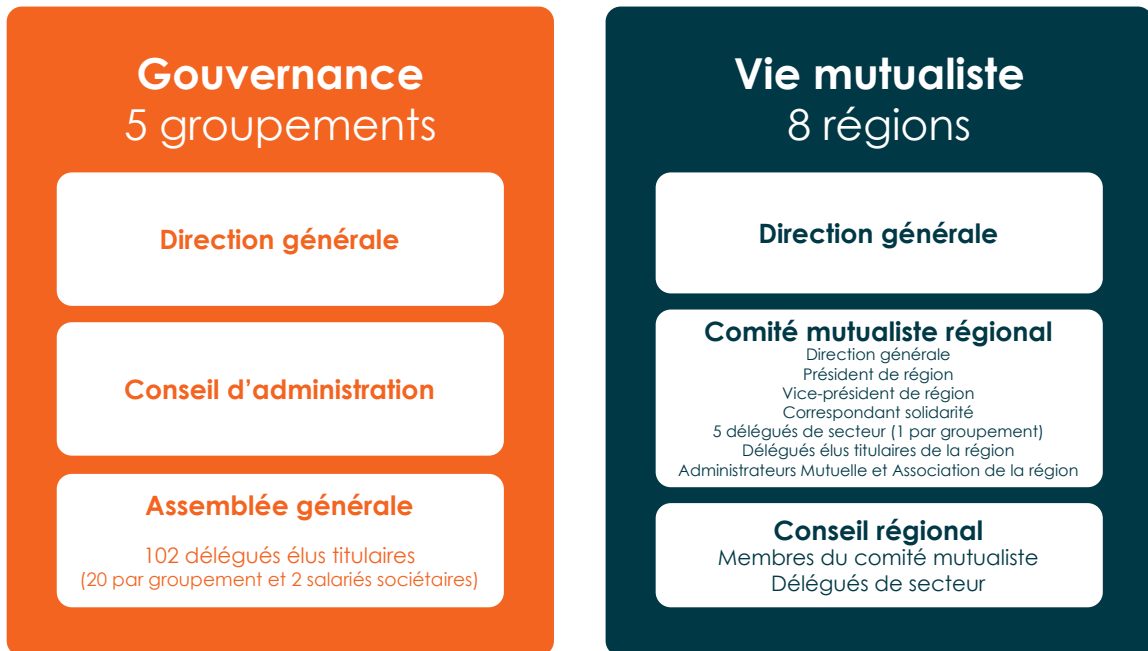 Gouvernance
5 groupements
Direction générale
Conseil d’administration
Assemblée générale
102 délégués élus titulaires
(20 par groupement et 2 salariés sociétaires)
Vie mutualiste
8 régions
Direction générale
Comité mutualiste régional
Direction générale
Président de région
Vice-président de région
Correspondant solidarité
5 délégués de secteur (1 par groupement)
Délégués élus titulaires de la région
Administrateurs Mutuelle et Association de la région
Conseil régional
Membres du comité mutualiste
Délégués de secteur